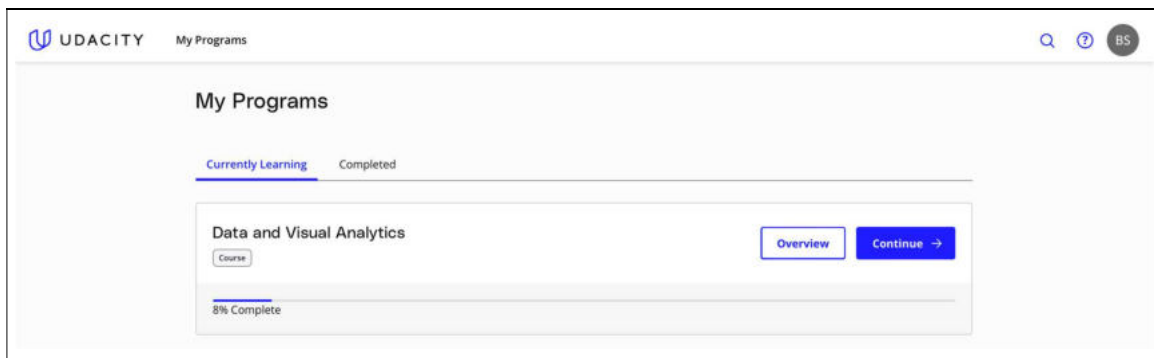 UDACITY My Programs BS
My Programs
Currently Learning Completed
Data and Visual Analytics
Course
Overview Continue →
8% Complete